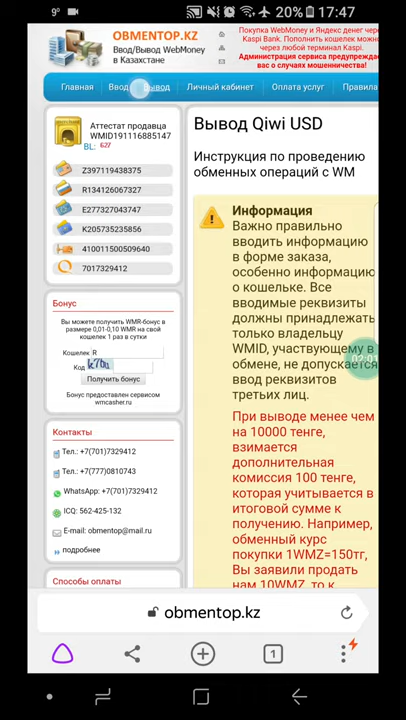 9°
20% 17:47
OBMENTOP.KZ
Ввод/Вывод WebMoney
в Казахстане
Покупка WebMoney и Яндекс денег чере
Kaspi Bank. Пополнить кошелек можно
через любой терминал Kaspi.
Администрация сервиса предупреждае
вас о случаях мошенничества!
Главная Ввод Вывод Личный кабинет Оплата услуг Правила
Аттестат продавца
WMID191116885147
BL: 627
Z397119438375
R134126067327
E277327043747
K205735235856
410011500509640
7017329412
Бонус
Вы можете получить WMR-бонус в
размере 0,01-0,10 WMR на свой
кошелек 1 раз в сутки
Кошелек R
Код
Получить бонус
Бонус предоставлен сервисом
wmcasher.ru
Контакты
Тел.: +7(701)7329412
Тел.: +7(777)0810743
WhatsApp: +7(701)7329412
ICQ: 562-425-132
E-mail: obmentop@mail.ru
подробнее
Способы оплаты
Вывод Qiwi USD
Инструкция по проведению
обменных операций с WM
Информация
Важно правильно
вводить информацию
в форме заказа,
особенно информацию
о кошельке. Все
вводимые реквизиты
должны принадлежать
только владельцу
WMID, участвующему в
обмене, не допускается
ввод реквизитов
третьих лиц.
02:01
При выводе менее чем
на 10000 тенге,
взимается
дополнительная
комиссия 100 тенге,
которая учитывается в
итоговой сумме к
получению. Например,
обменный курс
покупки 1WMZ=150тг,
Вы заявили продать
нам 10WMZ, то к
obmentop.kz
1